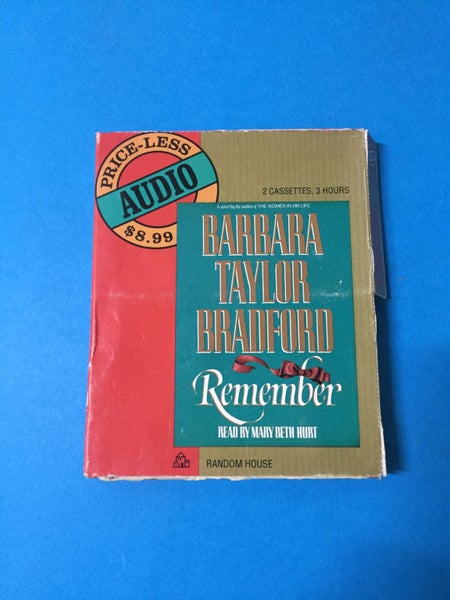 PRICE-LESS
AUDIO
$8.99
2 CASSETTES, 3 HOURS
A novel by the author of THE WOMEN IN HIS LIFE
BARBARA
TAYLOR
BRADFORD
Remember
READ BY MARY BETH HURT
RANDOM HOUSE